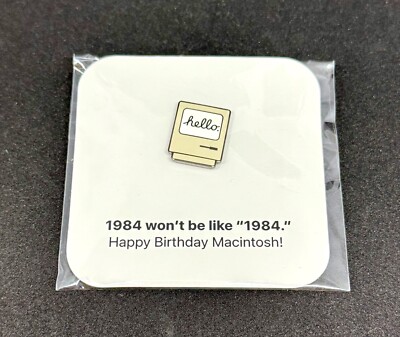 hello.
1984 won't be like "1984."
Happy Birthday Macintosh!